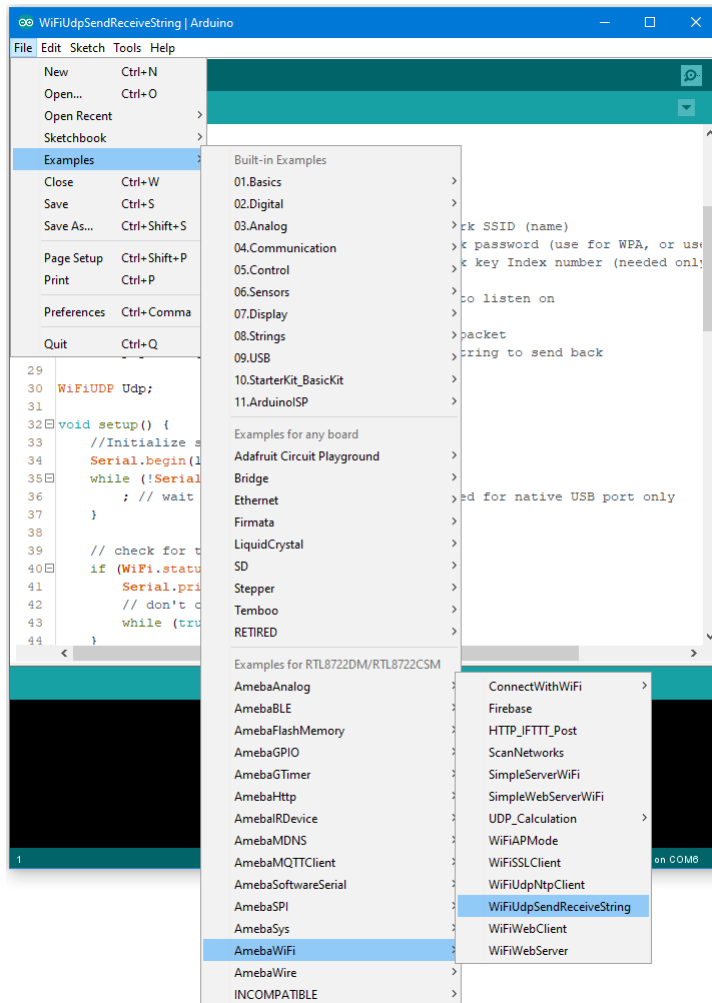 WiFiUdpSendReceiveString | Arduino
File Edit Sketch Tools Help
New Ctrl+N
Open... Ctrl+O
Open Recent
Sketchbook
Examples
Close Ctrl+W
Save Ctrl+S
Save As... Ctrl+Shift+S
Page Setup Ctrl+Shift+P
Print Ctrl+P
Preferences Ctrl+Comma
Quit Ctrl+Q
Built-in Examples
01.Basics
02.Digital
03.Analog
04.Communication
05.Control
06.Sensors
07.Display
08.Strings
09.USB
10.StarterKit_BasicKit
11.ArduinoISP
Examples for any board
Adafruit Circuit Playground
Bridge
Ethernet
Firmata
LiquidCrystal
SD
Stepper
Temboo
RETIRED
Examples for RTL8722DM/RTL8722CSM
AmebaAnalog
AmebaBLE
AmebaFlashMemory
AmebaGPIO
AmebaGTimer
AmebaHttp
AmebaIRDevice
AmebaMDNS
AmebaMQTTClient
AmebaSoftwareSerial
AmebaSPI
AmebaSys
AmebaWiFi
AmebaWire
INCOMPATIBLE
ConnectWithWiFi
Firebase
HTTP_IFTTT_Post
ScanNetworks
SimpleServerWiFi
SimpleWebServerWiFi
UDP_Calculation
WiFiAPMode
WiFiSSLClient
WiFiUdpNtpClient
WiFiUdpSendReceiveString
WiFiWebClient
WiFiWebServer
rk SSID (name)
k password (use for WPA, or use
k key Index number (needed only
to listen on
packet
tring to send back
29
30 WiFiUDP Udp;
31
32 void setup() {
33 //Initialize s
34 Serial.begin(1
35 while (!Serial
36 ; // wait ed for native USB port only
37 }
38
39 // check for t
40 if (WiFi.statu
41 Serial.pri
42 // don't c
43 while (tru
44 }
1 on COM6